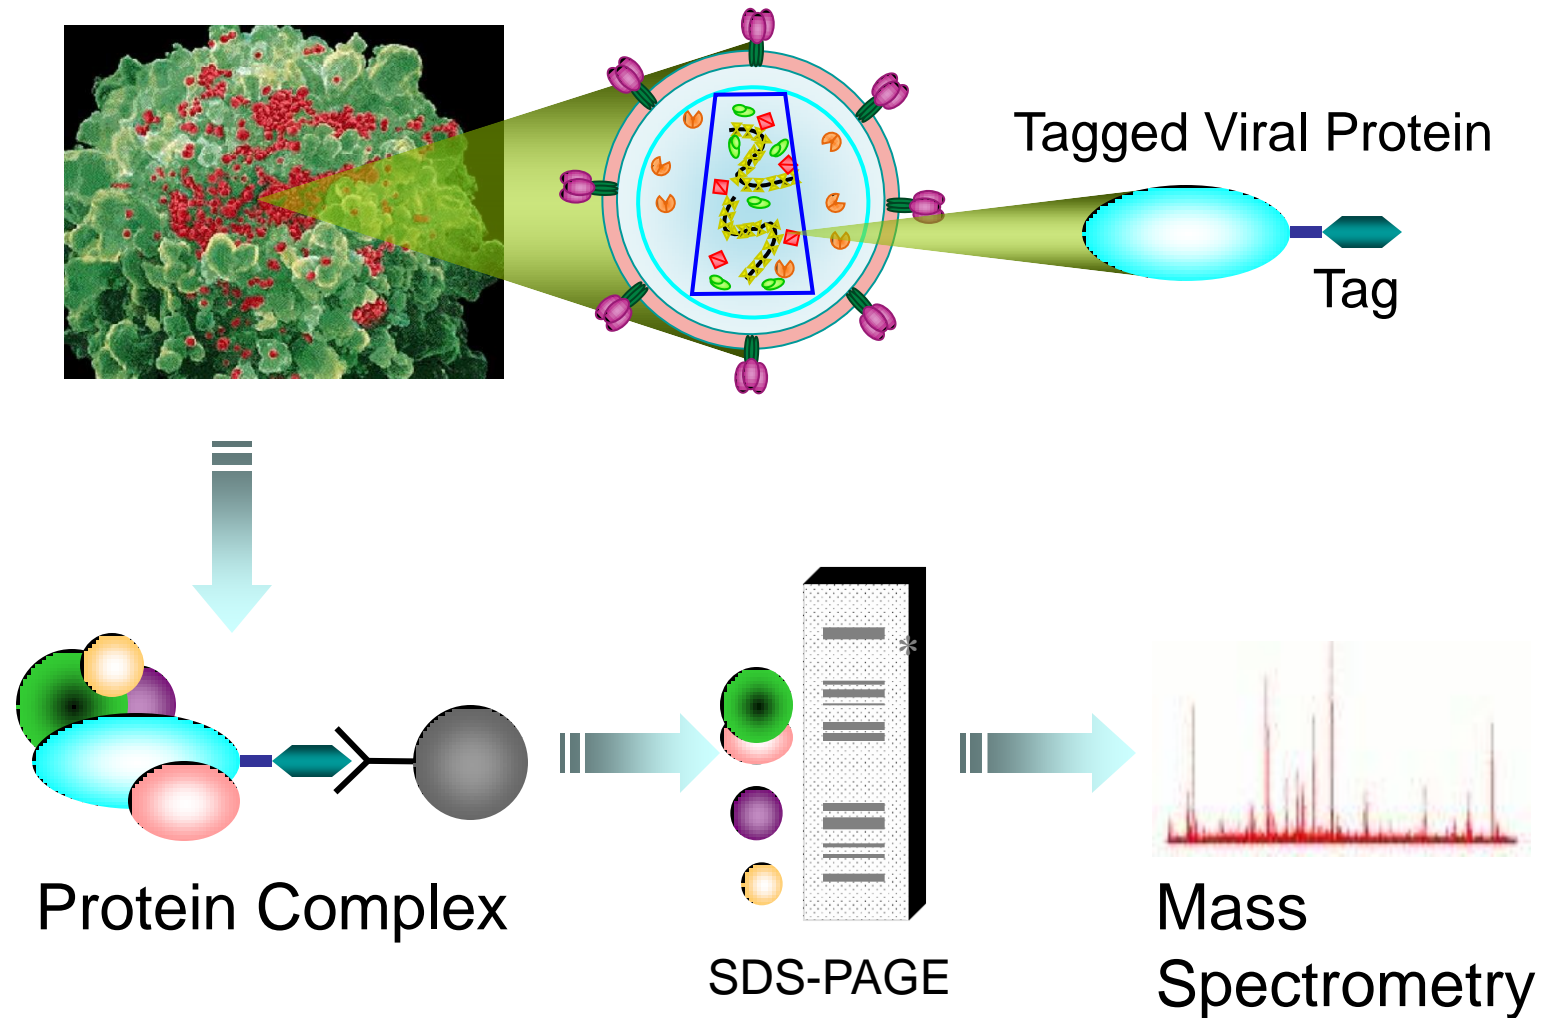 Tagged Viral Protein
Tag
*
Protein Complex
SDS-PAGE
Mass
Spectrometry